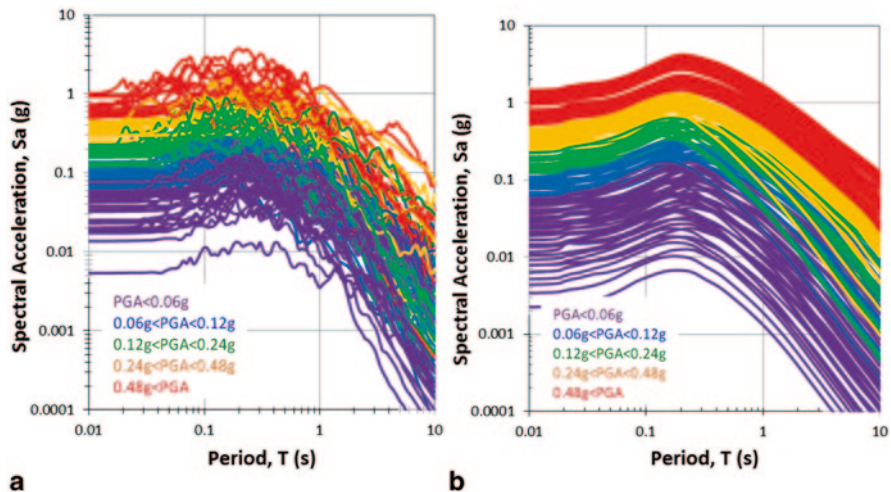 10
1
0.1
0.01
0.001
0.0001
Spectral Acceleration, Sa (g)
PGA<0.06g
0.06g<PGA<0.12g
0.12g<PGA<0.24g
0.24g<PGA<0.48g
0.48g<PGA
0.01 0.1 1 10
Period, T (s)
a
10
1
0.1
0.01
0.001
0.0001
Spectral Acceleration, Sa (g)
PGA<0.06g
0.06g<PGA<0.12g
0.12g<PGA<0.24g
0.24g<PGA<0.48g
0.48g<PGA
0.01 0.1 1 10
Period, T (s)
b